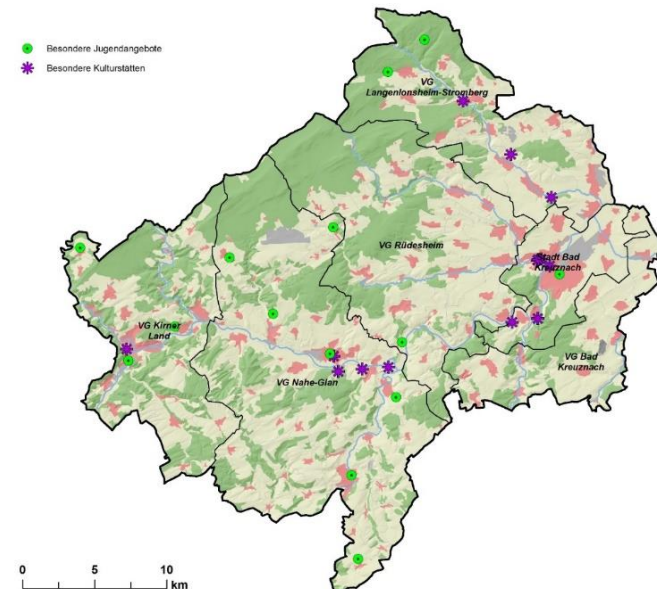 Besondere Jugendangebote
Besondere Kulturstätten
VG
Langenlonsheim-Stromberg
VG Rüdesheim
Stadt Bad
Kreuznach
VG Kirner
Land
VG Nahe-Glan
VG Bad
Kreuznach
0 5 10
km